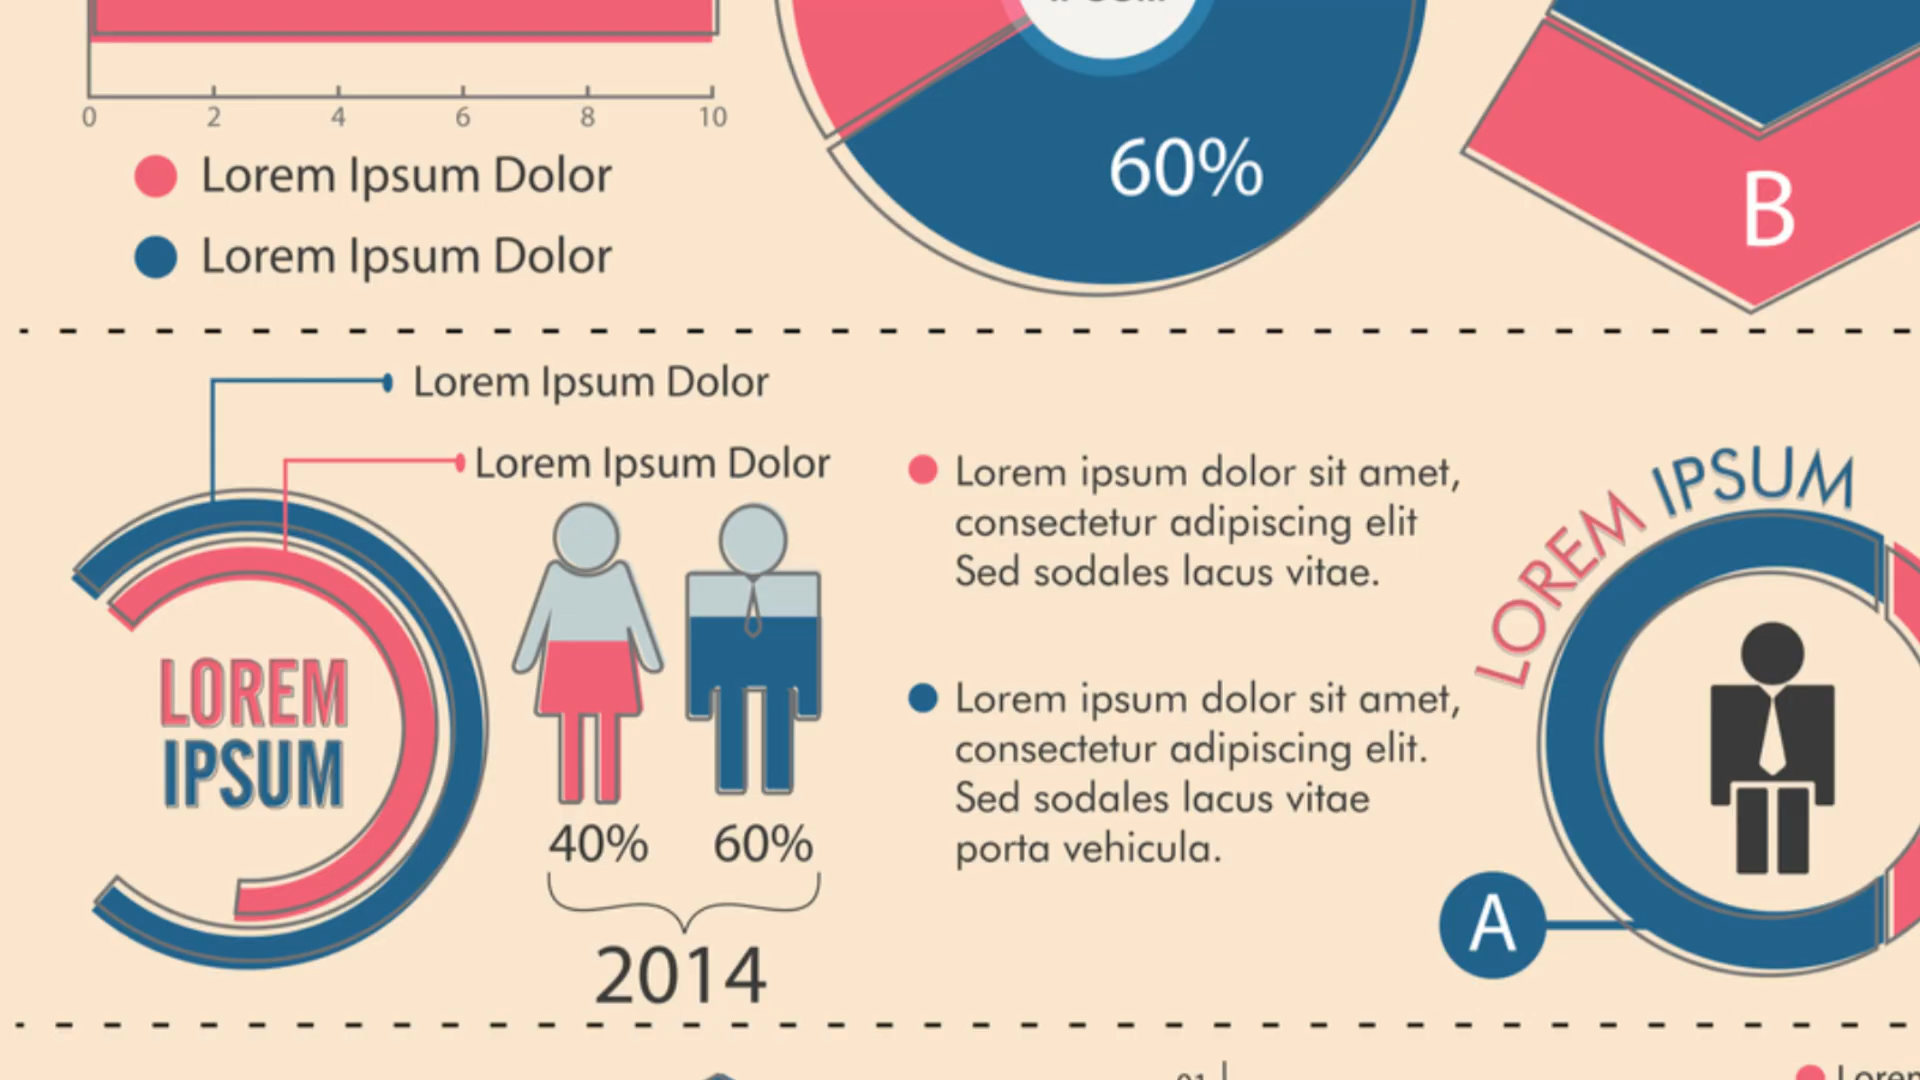 0 2 4 6 8 10
Lorem Ipsum Dolor
Lorem Ipsum Dolor
60%
B
Lorem Ipsum Dolor
Lorem Ipsum Dolor
LOREM
IPSUM
40% 60%
2014
Lorem ipsum dolor sit amet,
consectetur adipiscing elit
Sed sodales lacus vitae.
Lorem ipsum dolor sit amet,
consectetur adipiscing elit.
Sed sodales lacus vitae
porta vehicula.
LOREM IPSUM
A